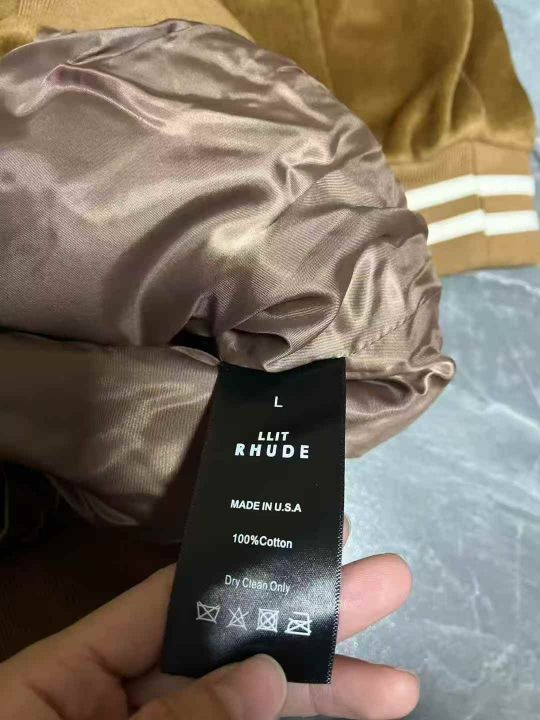 L
LLIT
RHUDE
MADE IN U.S.A
100%Cotton
Dry Clean Only